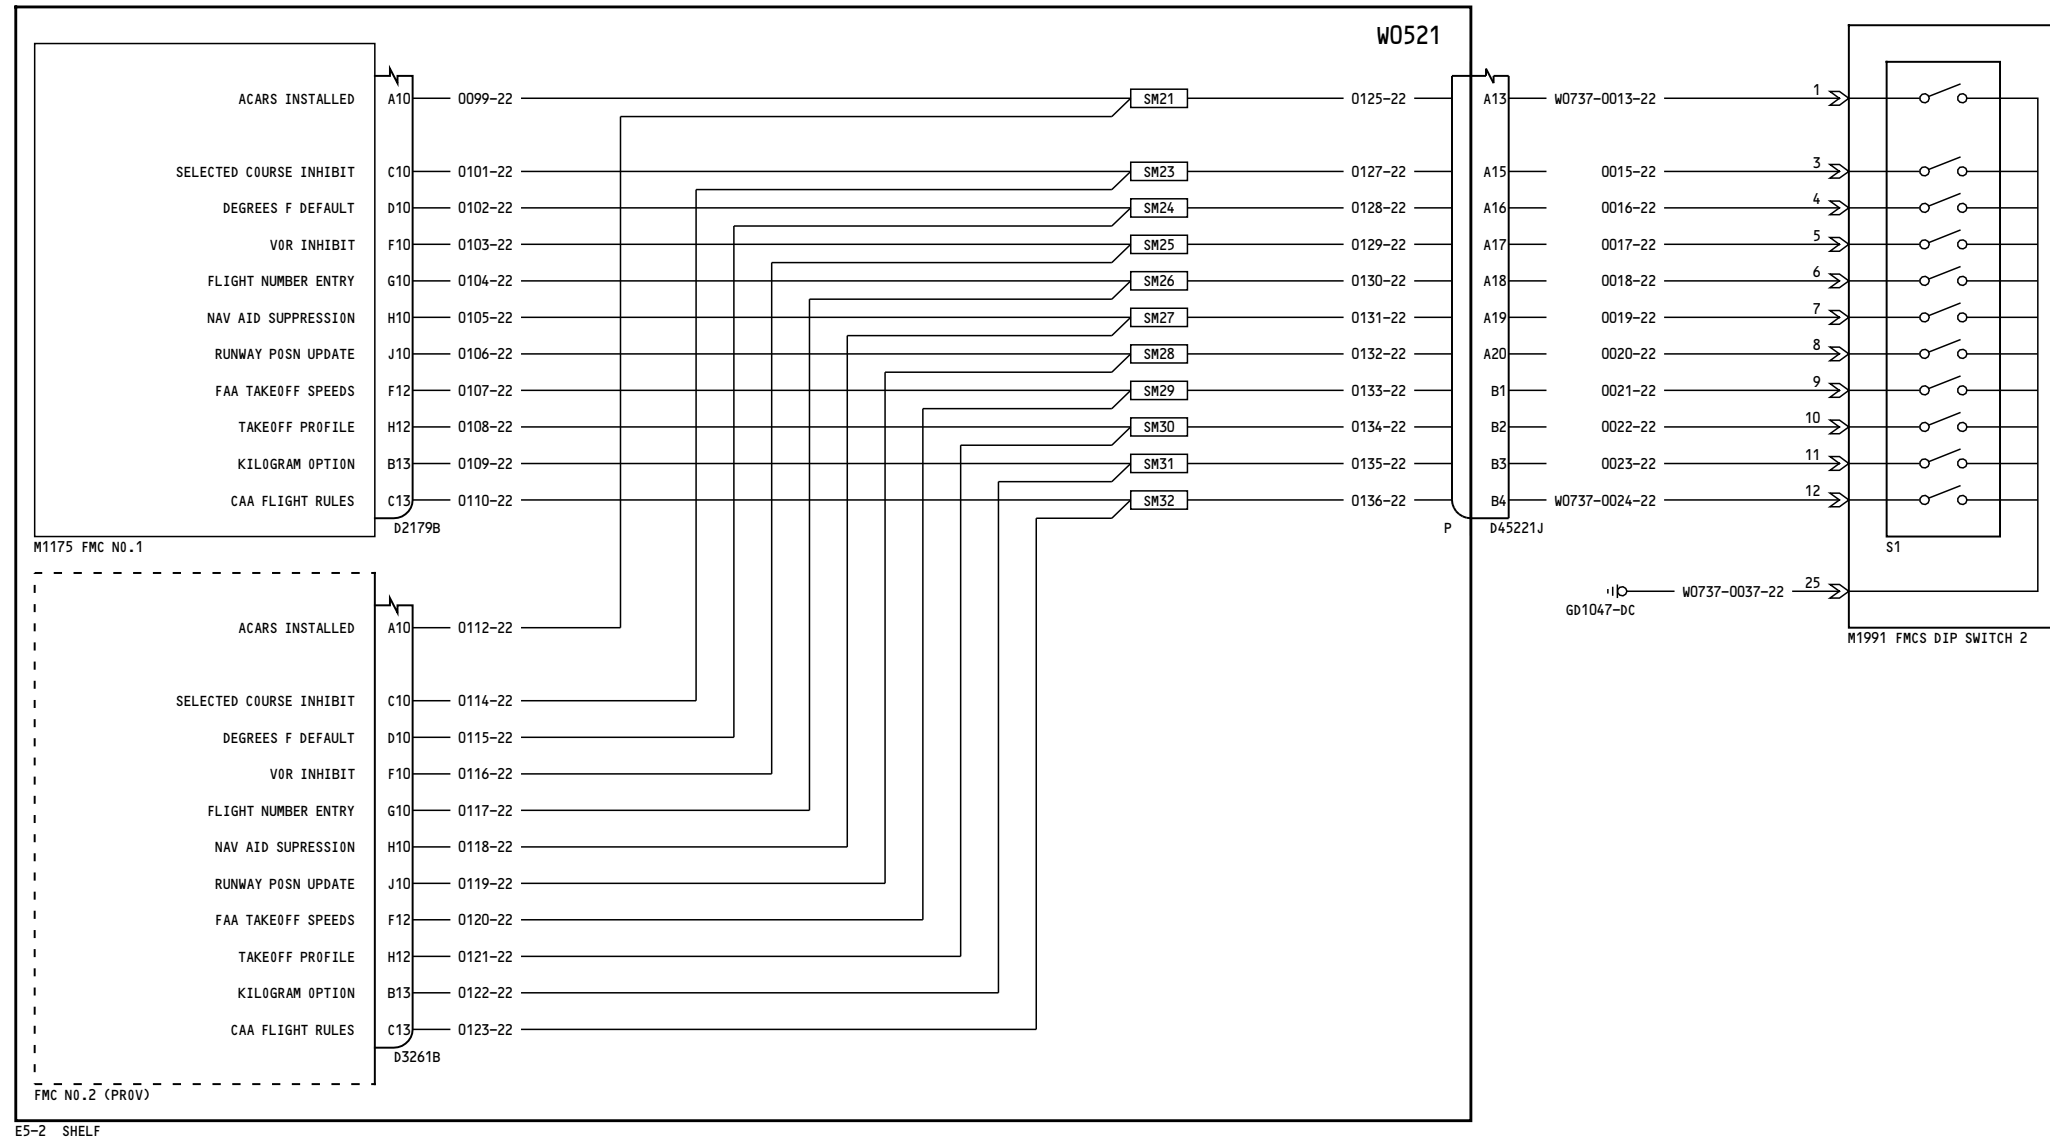 W0521
ACARS INSTALLED A10 0099-22 SM21 0125-22 A13 W0737-0013-22 1
SELECTED COURSE INHIBIT C10 0101-22 SM23 0127-22 A15 0015-22 3
DEGREES F DEFAULT D10 0102-22 SM24 0128-22 A16 0016-22 4
VOR INHIBIT F10 0103-22 SM25 0129-22 A17 0017-22 5
FLIGHT NUMBER ENTRY G10 0104-22 SM26 0130-22 A18 0018-22 6
NAV AID SUPPRESSION H10 0105-22 SM27 0131-22 A19 0019-22 7
RUNWAY POSN UPDATE J10 0106-22 SM28 0132-22 A20 0020-22 8
FAA TAKEOFF SPEEDS F12 0107-22 SM29 0133-22 B1 0021-22 9
TAKEOFF PROFILE H12 0108-22 SM30 0134-22 B2 0022-22 10
KILOGRAM OPTION B13 0109-22 SM31 0135-22 B3 0023-22 11
CAA FLIGHT RULES C13 0110-22 SM32 0136-22 B4 W0737-0024-22 12
D2179B P D45221J
M1175 FMC NO.1 S1
W0737-0037-22 25
GD1047-DC
ACARS INSTALLED A10 0112-22
M1991 FMCS DIP SWITCH 2
SELECTED COURSE INHIBIT C10 0114-22
DEGREES F DEFAULT D10 0115-22
VOR INHIBIT F10 0116-22
FLIGHT NUMBER ENTRY G10 0117-22
NAV AID SUPRESSION H10 0118-22
RUNWAY POSN UPDATE J10 0119-22
FAA TAKEOFF SPEEDS F12 0120-22
TAKEOFF PROFILE H12 0121-22
KILOGRAM OPTION B13 0122-22
CAA FLIGHT RULES C13 0123-22
D3261B
FMC NO.2 (PROV)
E5-2 SHELF